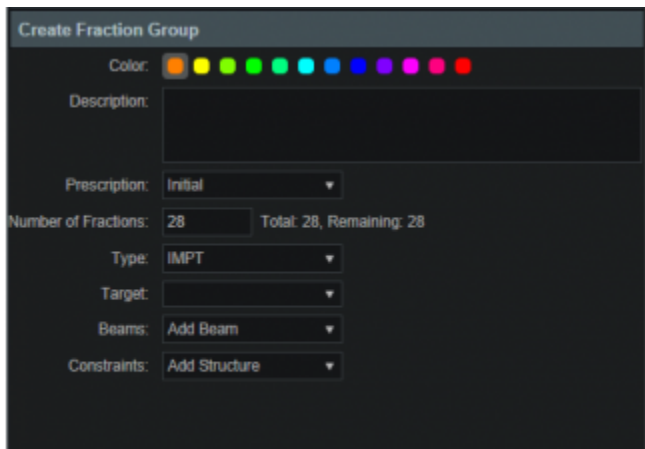 Create Fraction Group
Color:
Description:
Prescription: Initial
Number of Fractions: 28 Total: 28, Remaining: 28
Type: IMPT
Target:
Beams: Add Beam
Constraints: Add Structure